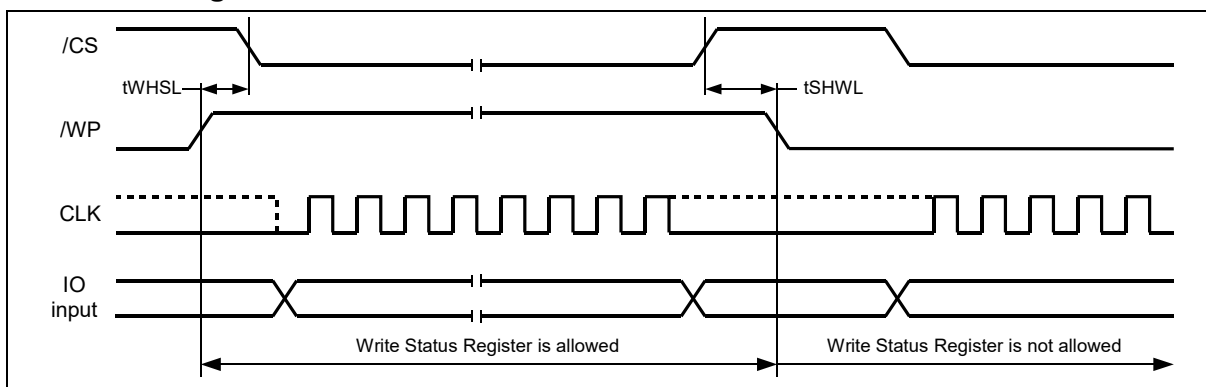 /CS
tWHSL
tSHWL
/WP
CLK
IO
input
Write Status Register is allowed
Write Status Register is not allowed